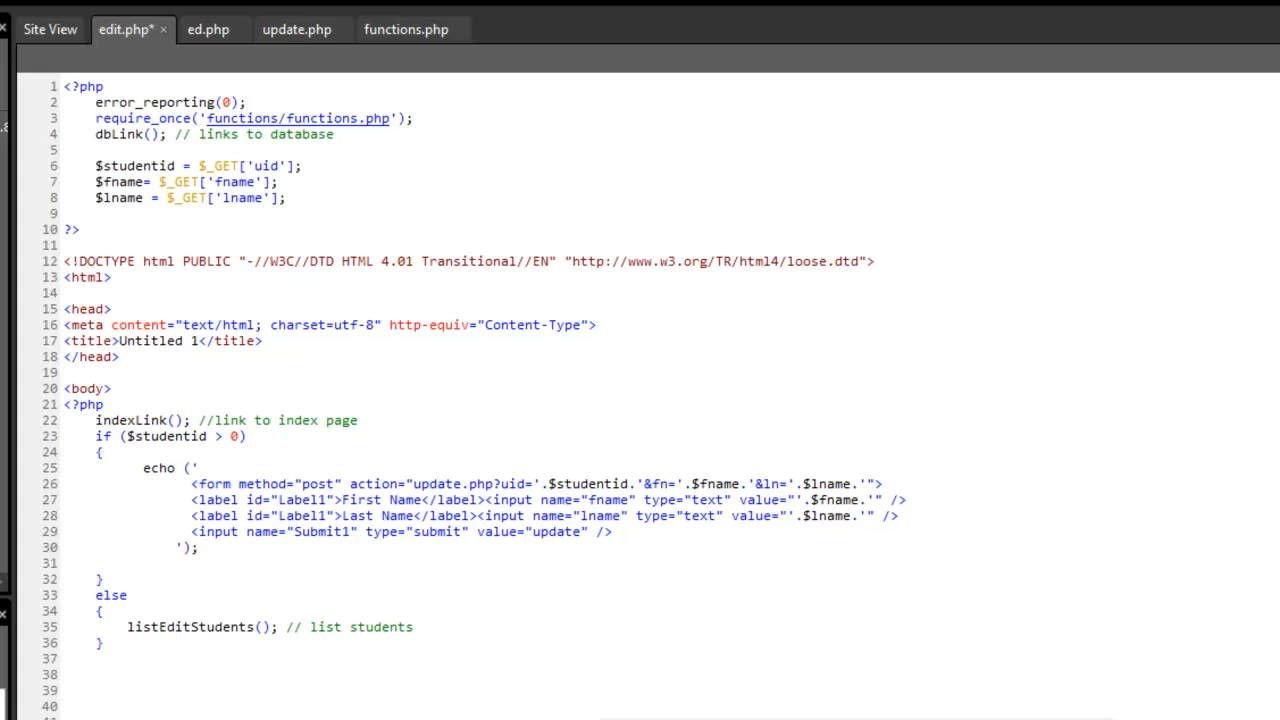 Site View edit.php* × ed.php update.php functions.php
1 <?php
2 error_reporting(0);
3 require_once('functions/functions.php');
4 dbLink(); // links to database
5
6 $studentid = $_GET['uid'];
7 $fname= $_GET['fname'];
8 $lname = $_GET['lname'];
9
10 ?>
11
12 <!DOCTYPE html PUBLIC "-//W3C//DTD HTML 4.01 Transitional//EN" "http://www.w3.org/TR/html4/loose.dtd">
13 <html>
14
15 <head>
16 <meta content="text/html; charset=utf-8" http-equiv="Content-Type">
17 <title>Untitled 1</title>
18 </head>
19
20 <body>
21 <?php
22 indexLink(); //link to index page
23 if ($studentid > 0)
24 {
25 echo ('
26 <form method="post" action="update.php?uid='.$studentid.'&fn='.$fname.'&ln='.$lname.'">
27 <label id="Label1">First Name</label><input name="fname" type="text" value="'.$fname.'" />
28 <label id="Label1">Last Name</label><input name="lname" type="text" value="'.$lname.'" />
29 <input name="Submit1" type="submit" value="update" />
30 ');
31
32 }
33 else
34 {
35 listEditStudents(); // list students
36 }
37
38
39
40